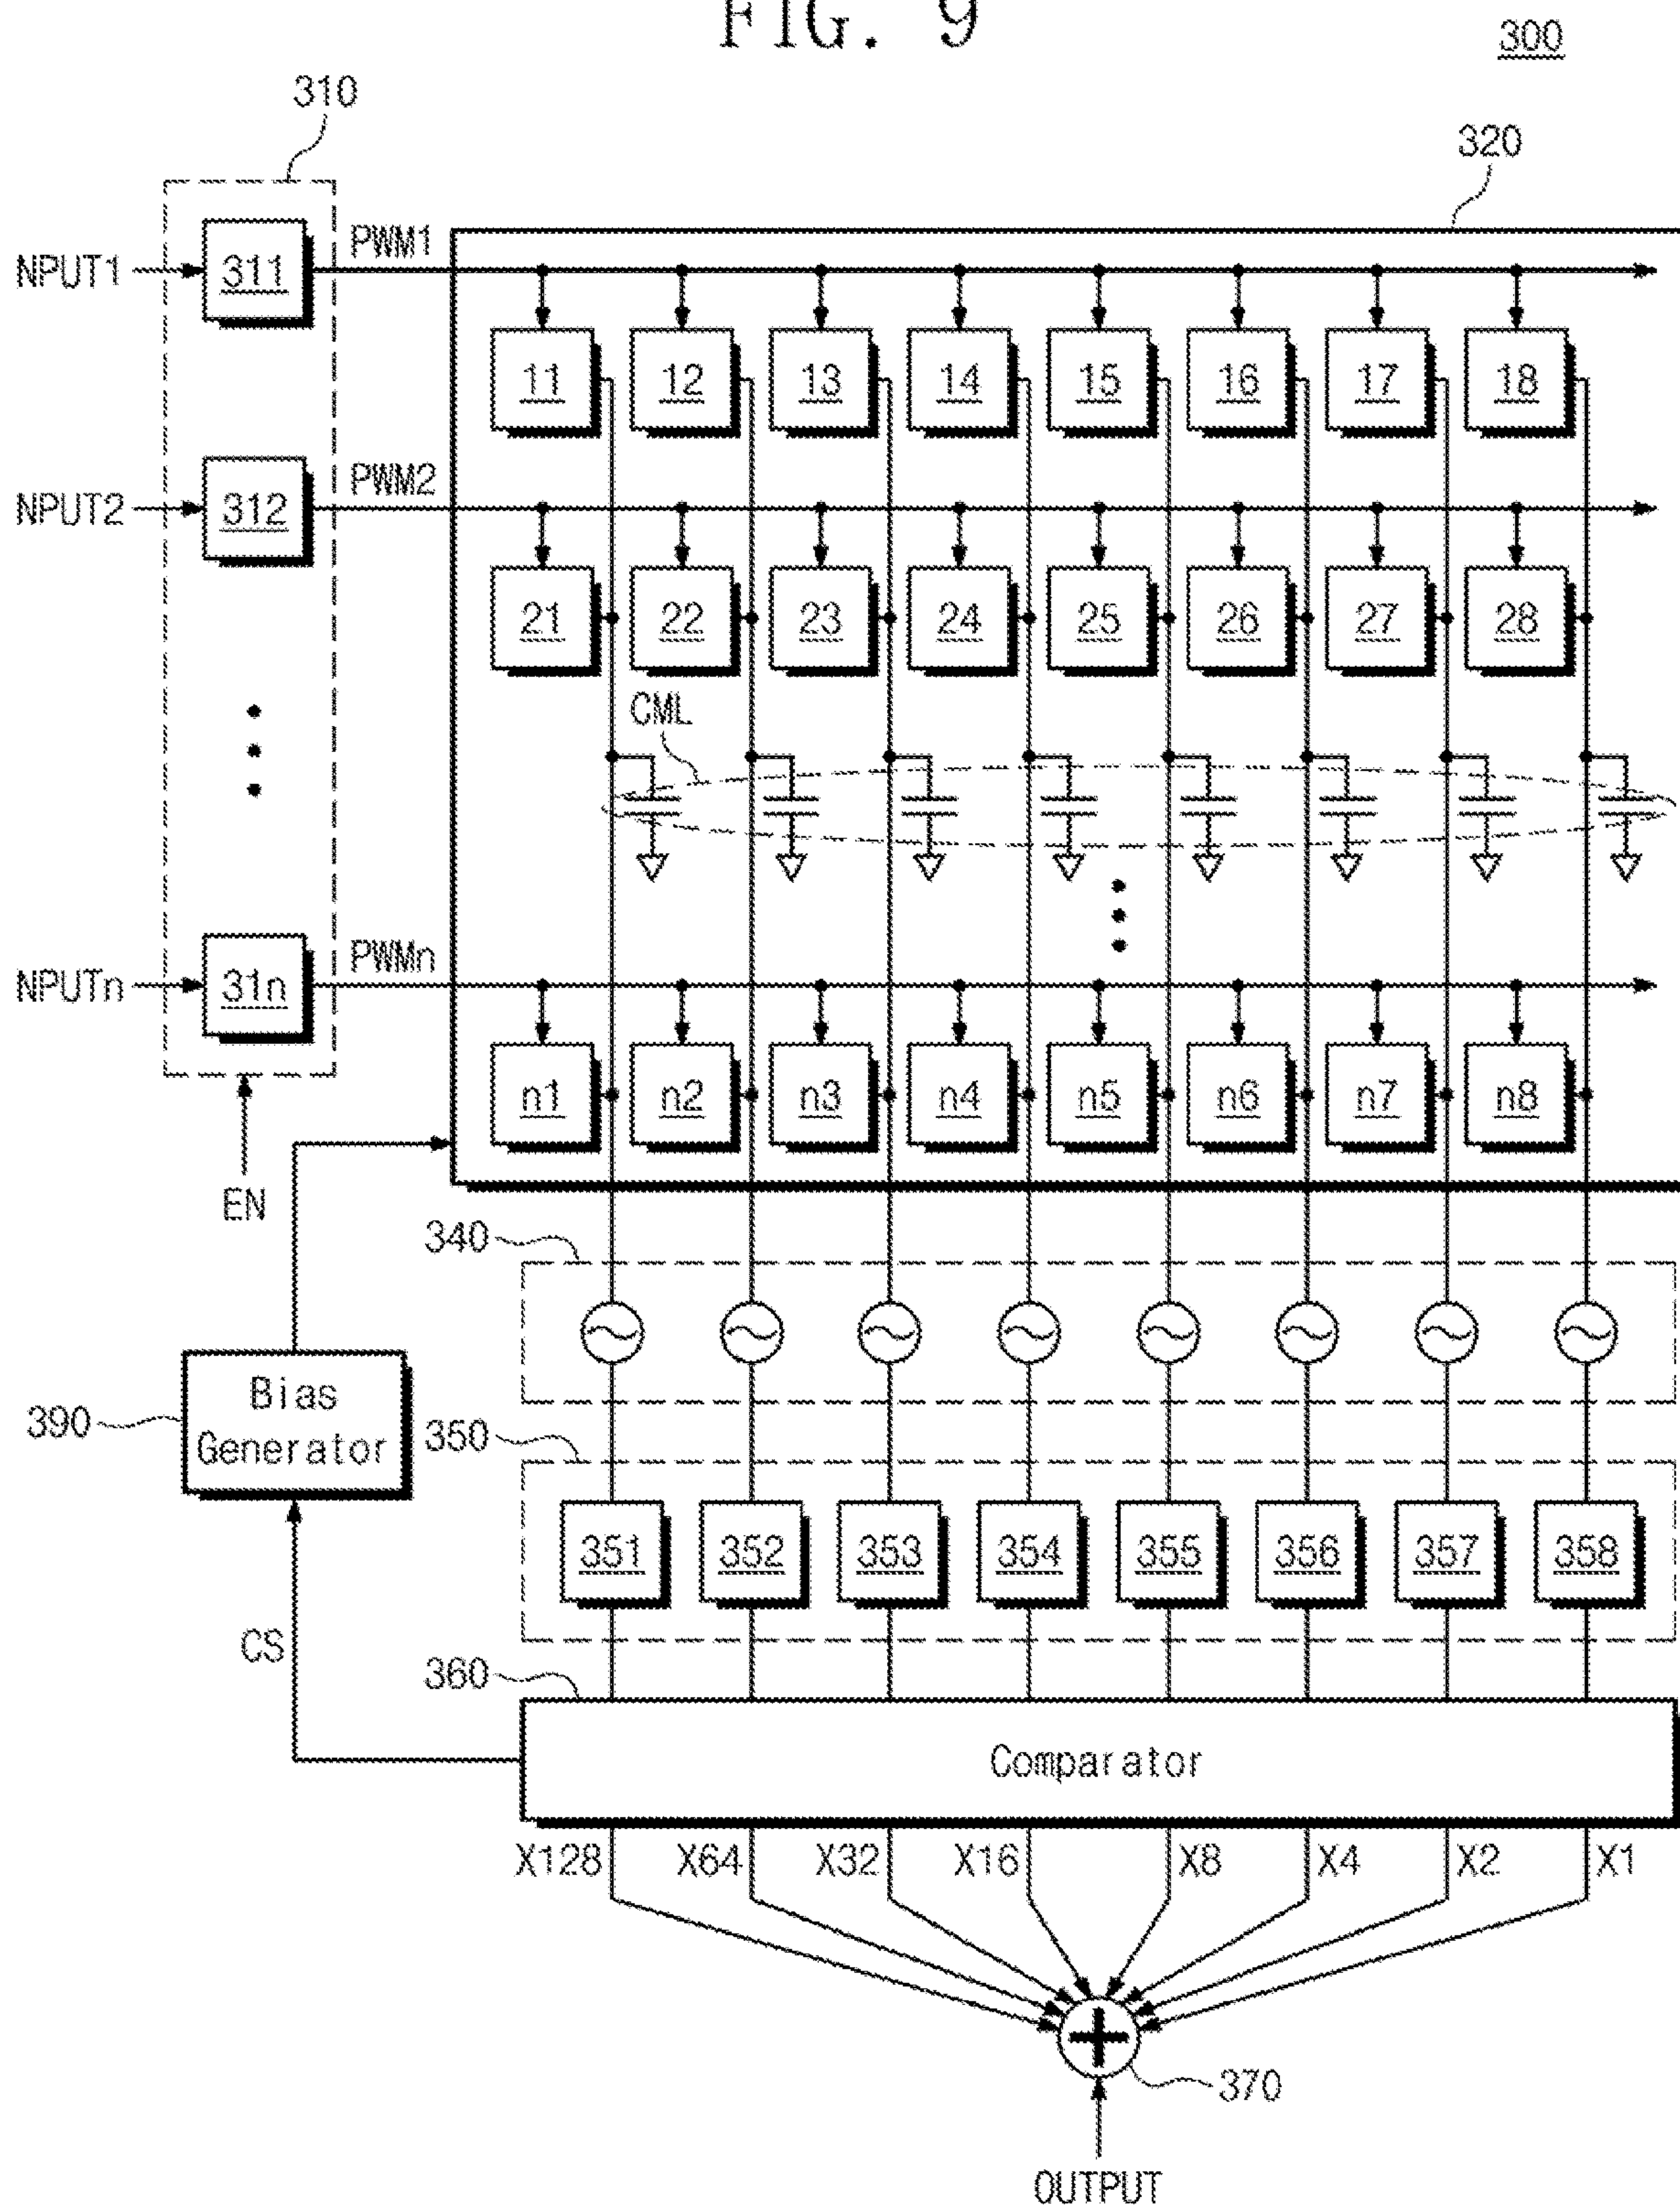 FIG. 9
300
310
320
NPUT1
311
PWM1
11 12 13 14 15 16 17 18
NPUT2
312
PWM2
21 22 23 24 25 26 27 28
CML
NPUTn
31n
PWMn
n1 n2 n3 n4 n5 n6 n7 n8
EN
340
390
Bias
Generator
350
351 352 353 354 355 356 357 358
CS
360
Comparator
X128 X64 X32 X16 X8 X4 X2 X1
370
OUTPUT